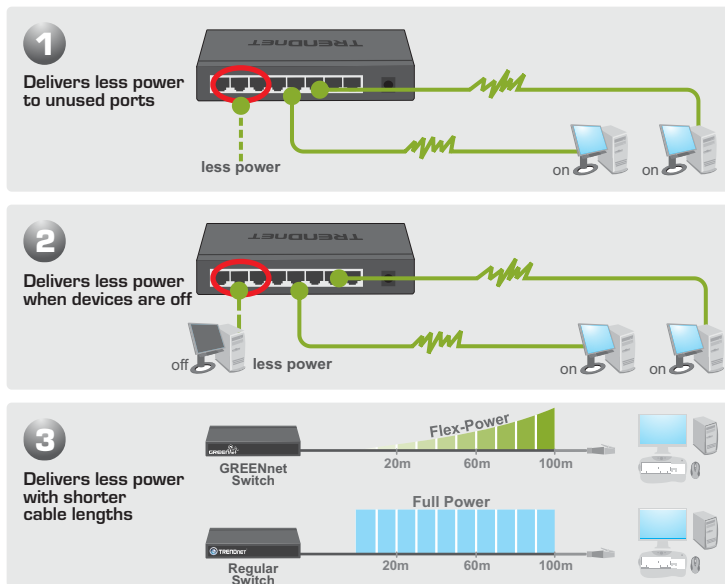 1
TRENDNET
Delivers less power
to unused ports
less power
on
on
2
TRENDNET
Delivers less power
when devices are off
off
less power
on
on
3
Delivers less power
with shorter
cable lengths
GREENnet
Flex-Power
20m
60m
100m
GREENnet
Switch
Full Power
TRENDNET
20m
60m
100m
Regular
Switch